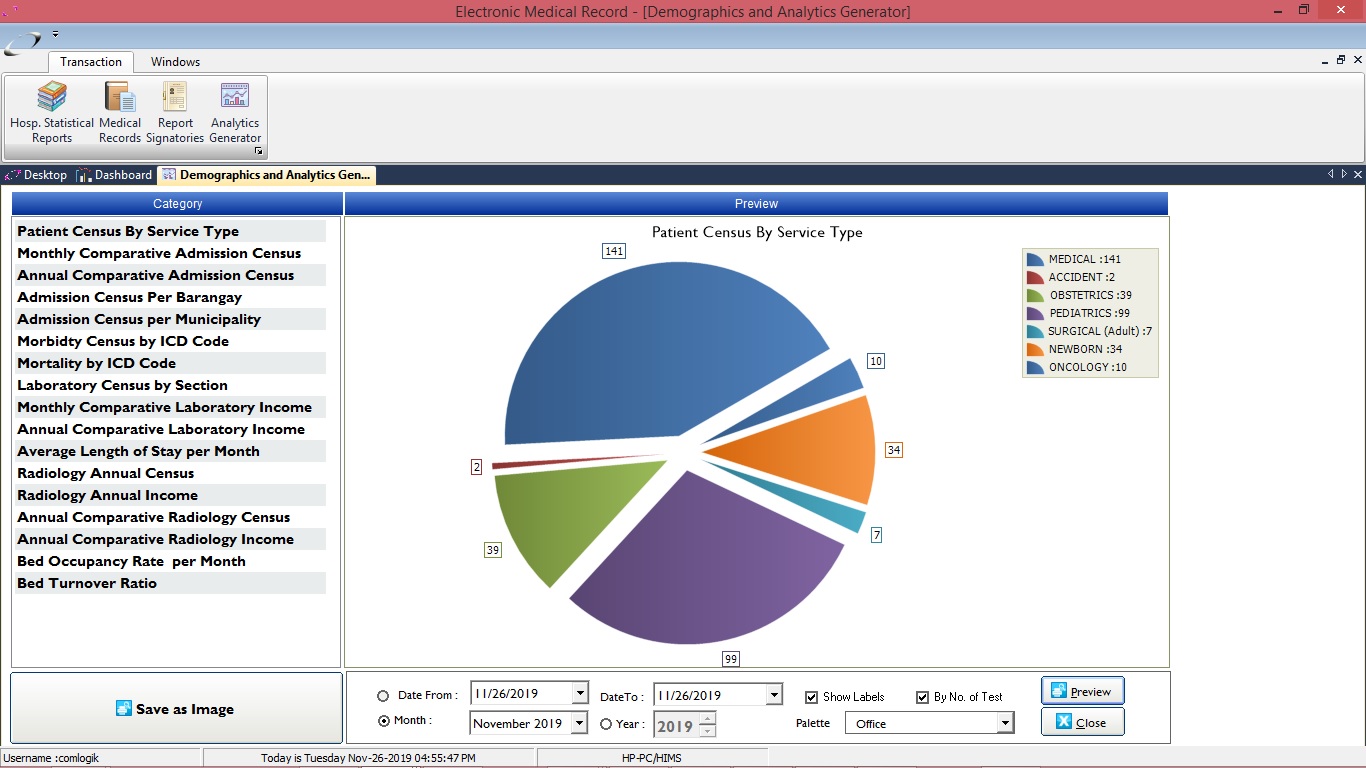 Electronic Medical Record - [Demographics and Analytics Generator]
Transaction
Windows
Hosp. Statistical
Reports
Medical
Records
Report
Signatories
Analytics
Generator
Desktop
Dashboard
Demographics and Analytics Gen...
Category
Preview
Patient Census By Service Type
Monthly Comparative Admission Census
Annual Comparative Admission Census
Admission Census Per Barangay
Admission Census per Municipality
Morbidty Census by ICD Code
Mortality by ICD Code
Laboratory Census by Section
Monthly Comparative Laboratory Income
Annual Comparative Laboratory Income
Average Length of Stay per Month
Radiology Annual Census
Radiology Annual Income
Annual Comparative Radiology Census
Annual Comparative Radiology Income
Bed Occupancy Rate  per Month
Bed Turnover Ratio
Patient Census By Service Type
141
10
34
7
99
39
2
MEDICAL :141
ACCIDENT :2
OBSTETRICS :39
PEDIATRICS :99
SURGICAL (Adult) :7
NEWBORN :34
ONCOLOGY :10
Save as Image
Date From : 11/26/2019
DateTo : 11/26/2019
Show Labels
By No. of Test
Preview
Month : November 2019
Year : 2019
Palette Office
Close
Username :comlogik
Today is Tuesday Nov-26-2019 04:55:47 PM
HP-PC/HIMS